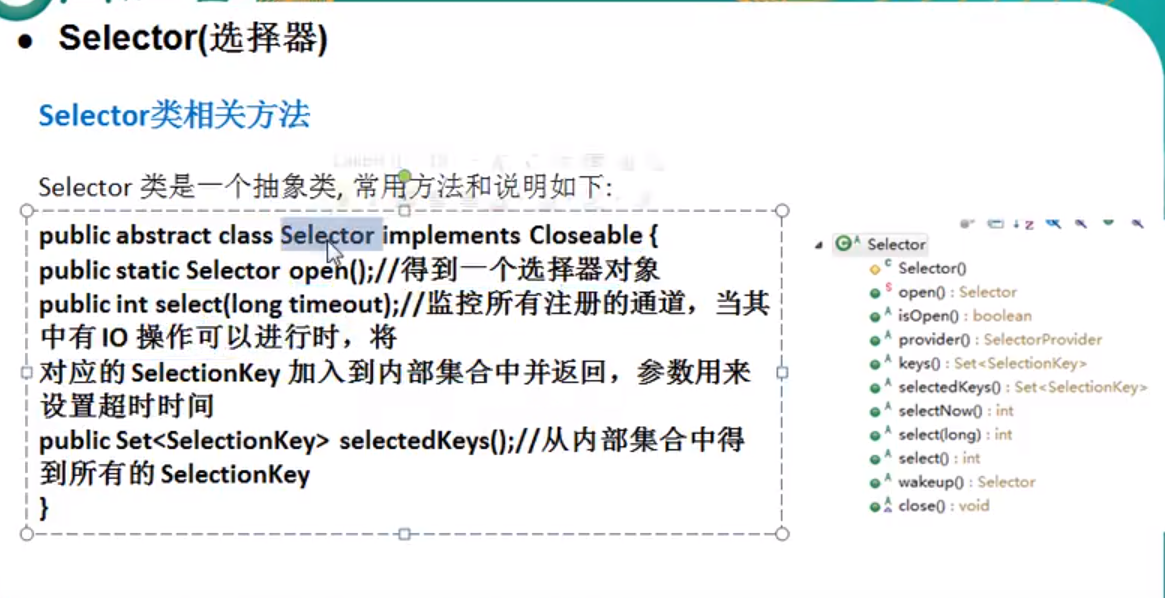 Selector(选择器)
Selector类相关方法
Selector 类是一个抽象类, 常用方法和说明如下:
public abstract class Selector implements Closeable {
public static Selector open();//得到一个选择器对象
public int select(long timeout);//监控所有注册的通道，当其
中有 IO 操作可以进行时，将
对应的 SelectionKey 加入到内部集合中并返回，参数用来
设置超时时间
public Set<SelectionKey> selectedKeys();//从内部集合中得
到所有的 SelectionKey
}
Selector
Selector()
open() : Selector
isOpen() : boolean
provider() : SelectorProvider
keys() : Set<SelectionKey>
selectedKeys() : Set<SelectionKey>
selectNow() : int
select(long) : int
select() : int
wakeup() : Selector
close() : void